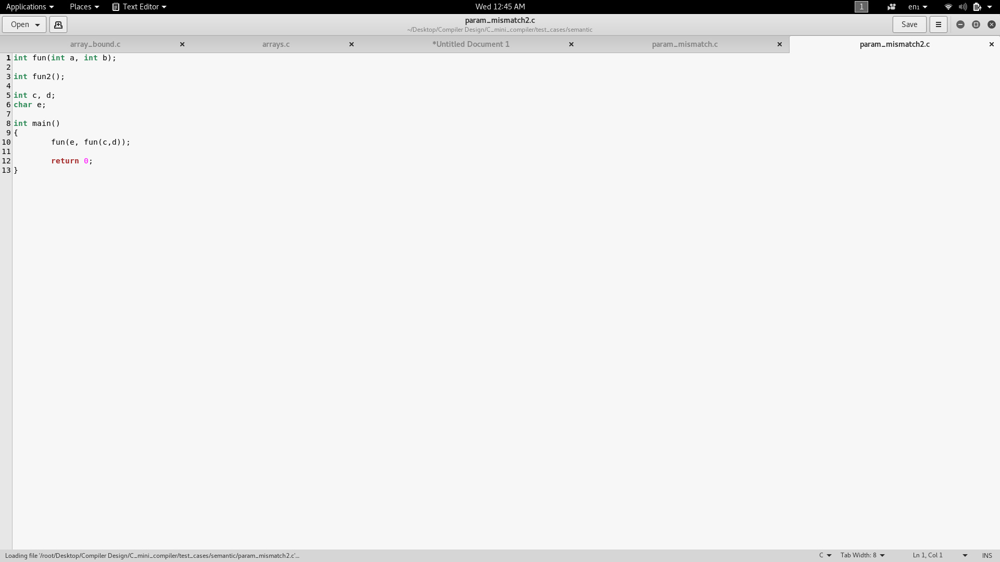 Applications Places Text Editor Wed 12:45 AM 1 en₁
Open param_mismatch2.c Save
~/Desktop/Compiler Design/C_mini_compiler/test_cases/semantic
array_bound.c arrays.c *Untitled Document 1 param_mismatch.c param_mismatch2.c
1 int fun(int a, int b);
2
3 int fun2();
4
5 int c, d;
6 char e;
7
8 int main()
9 {
10         fun(e, fun(c,d));
11
12         return 0;
13 }
Loading file '/root/Desktop/Compiler Design/C_mini_compiler/test_cases/semantic/param_mismatch2.c'... C Tab Width: 8 Ln 1, Col 1 INS